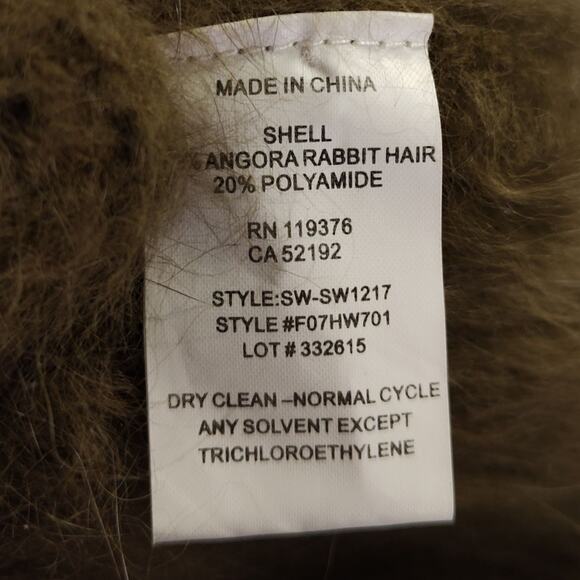 MADE IN CHINA
SHELL
% ANGORA RABBIT HAIR
20% POLYAMIDE
RN 119376
CA 52192
STYLE:SW-SW1217
STYLE #F07HW701
LOT # 332615
DRY CLEAN –NORMAL CYCLE
ANY SOLVENT EXCEPT
TRICHLOROETHYLENE